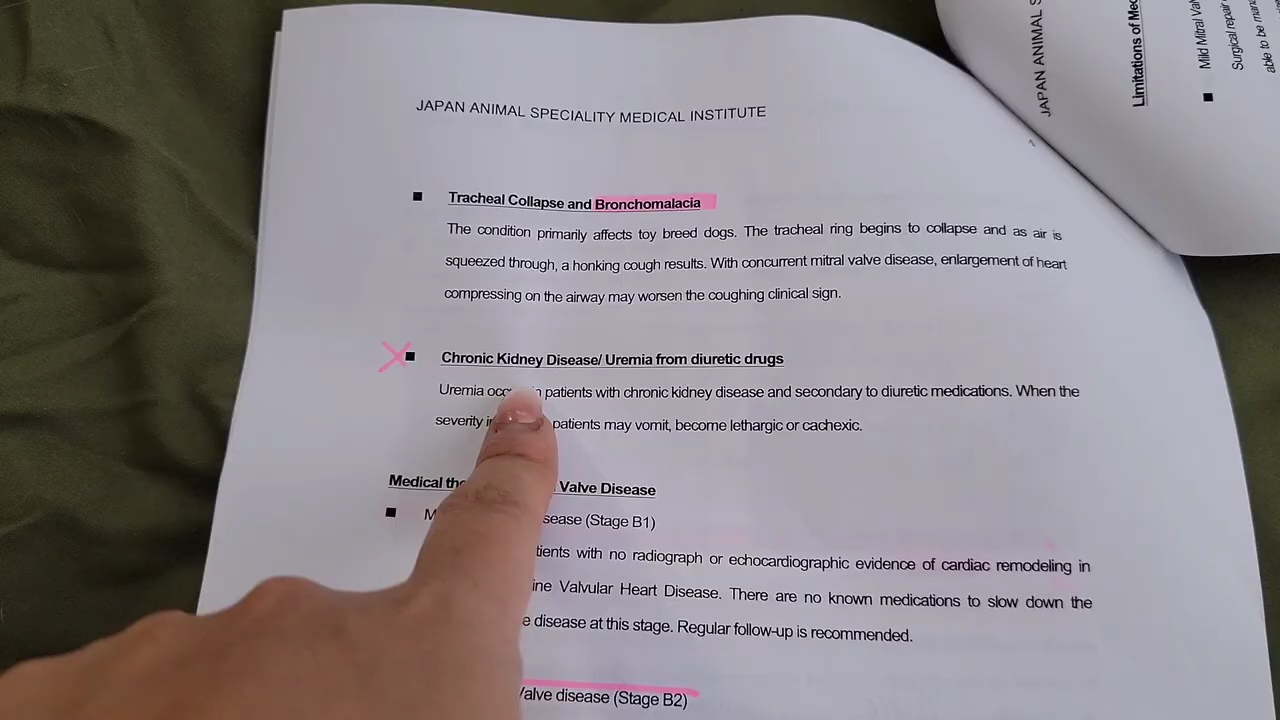 JAPAN ANIMAL SPECIALITY MEDICAL INSTITUTE
■ Tracheal Collapse and Bronchomalacia
The condition primarily affects toy breed dogs. The tracheal ring begins to collapse and as air is
squeezed through, a honking cough results. With concurrent mitral valve disease, enlargement of heart
compressing on the airway may worsen the coughing clinical sign.
■ Chronic Kidney Disease/ Uremia from diuretic drugs
Uremia patients with chronic kidney disease and secondary to diuretic medications. When the
severity patients may vomit, become lethargic or cachexic.
Medical Valve Disease
■ (Stage B1)
with no radiograph or echocardiographic evidence of cardiac remodeling in
Valvular Heart Disease. There are no known medications to slow down the
disease at this stage. Regular follow-up is recommended.
Valve disease (Stage B2)
JAPAN ANIMAL
7
Limitations of
■ Mild Mitral
Surgical repair
able to be